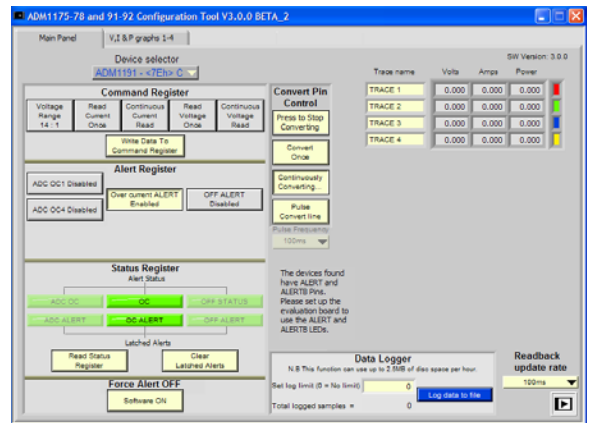 ADM1175-78 and 91-92 Configuration Tool V3.0.0 BETA_2
Main Panel
V,I &P graphs 1-4
Device selector
ADM1191 - <7Eh> C
SW Version: 3.0.0
Command Register
Voltage Range 14 : 1
Read Current Once
Continuous Current Read
Read Voltage Once
Continuous Voltage Read
Write Data To Command Register
Alert Register
ADC OC1 Disabled
ADC OC4 Disabled
Over current ALERT Enabled
OFF ALERT Disabled
Status Register
Alert Status
ADC OC
OC
OFF STATUS
ADC ALERT
OC ALERT
OFF ALERT
Latched Alerts
Read Status Register
Clear Latched Alerts
Force Alert OFF
Software ON
Convert Pin Control
Press to Stop Converting
Convert Once
Continuously Converting...
Pulse Convert line
Pulse Frequency
100ms
Trace name Volts Amps Power
TRACE 1 0.000 0.000 0.000
TRACE 2 0.000 0.000 0.000
TRACE 3 0.000 0.000 0.000
TRACE 4 0.000 0.000 0.000
The devices found
have ALERT and
ALERTB Pins.
Please set up the
evaluation board to
use the ALERT and
ALERTB LEDs.
Data Logger
N.B This function can use up to 2.5MB of disc space per hour.
Set log limit (0 = No limit) 0
Total logged samples = 0
Log data to file
Readback
update rate
100ms